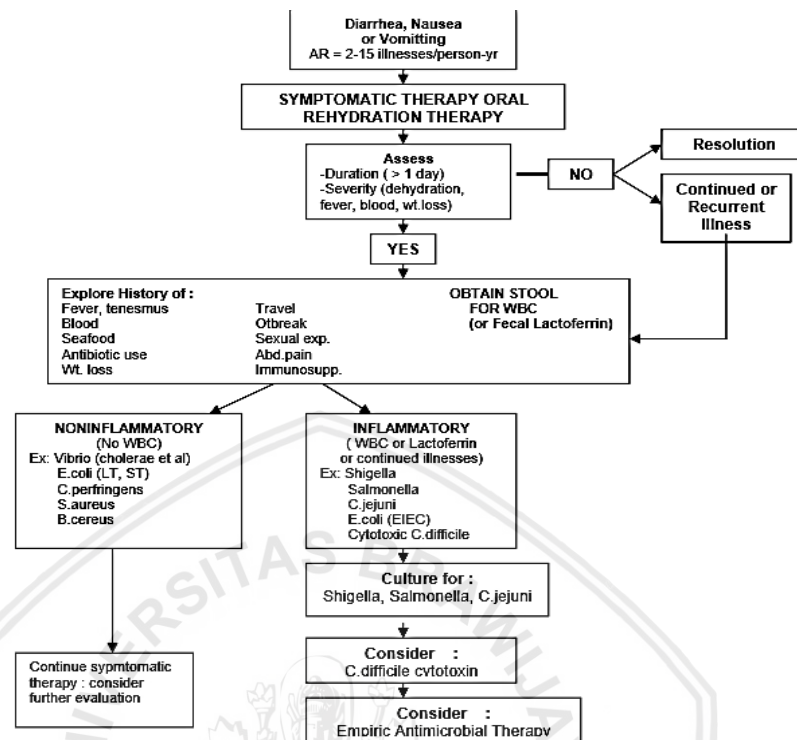 Diarrhea, Nausea
or Vomitting
AR = 2-15 illnesses/person-yr
SYMPTOMATIC THERAPY ORAL
REHYDRATION THERAPY
Assess
-Duration ( > 1 day)
-Severity (dehydration,
fever, blood, wt.loss)
NO
Resolution
Continued or
Recurrent
Illness
YES
Explore History of :
Fever, tenesmus
Blood
Seafood
Antibiotic use
Wt. loss
Travel
Otbreak
Sexual exp.
Abd.pain
Immunosupp.
OBTAIN STOOL
FOR WBC
(or Fecal Lactoferrin)
NONINFLAMMATORY
(No WBC)
Ex: Vibrio (cholerae et al)
E.coli (LT, ST)
C.perfringens
S.aureus
B.cereus
INFLAMMATORY
( WBC or Lactoferrin
or continued illnesses)
Ex: Shigella
Salmonella
C.jejuni
E.coli (EIEC)
Cytotoxic C.difficile
Culture for :
Shigella, Salmonella, C.jejuni
Continue sypmtomatic
therapy : consider
further evaluation
Consider :
C.difficile cvtotoxin
Consider :
Empiric Antimicrobial Therapy